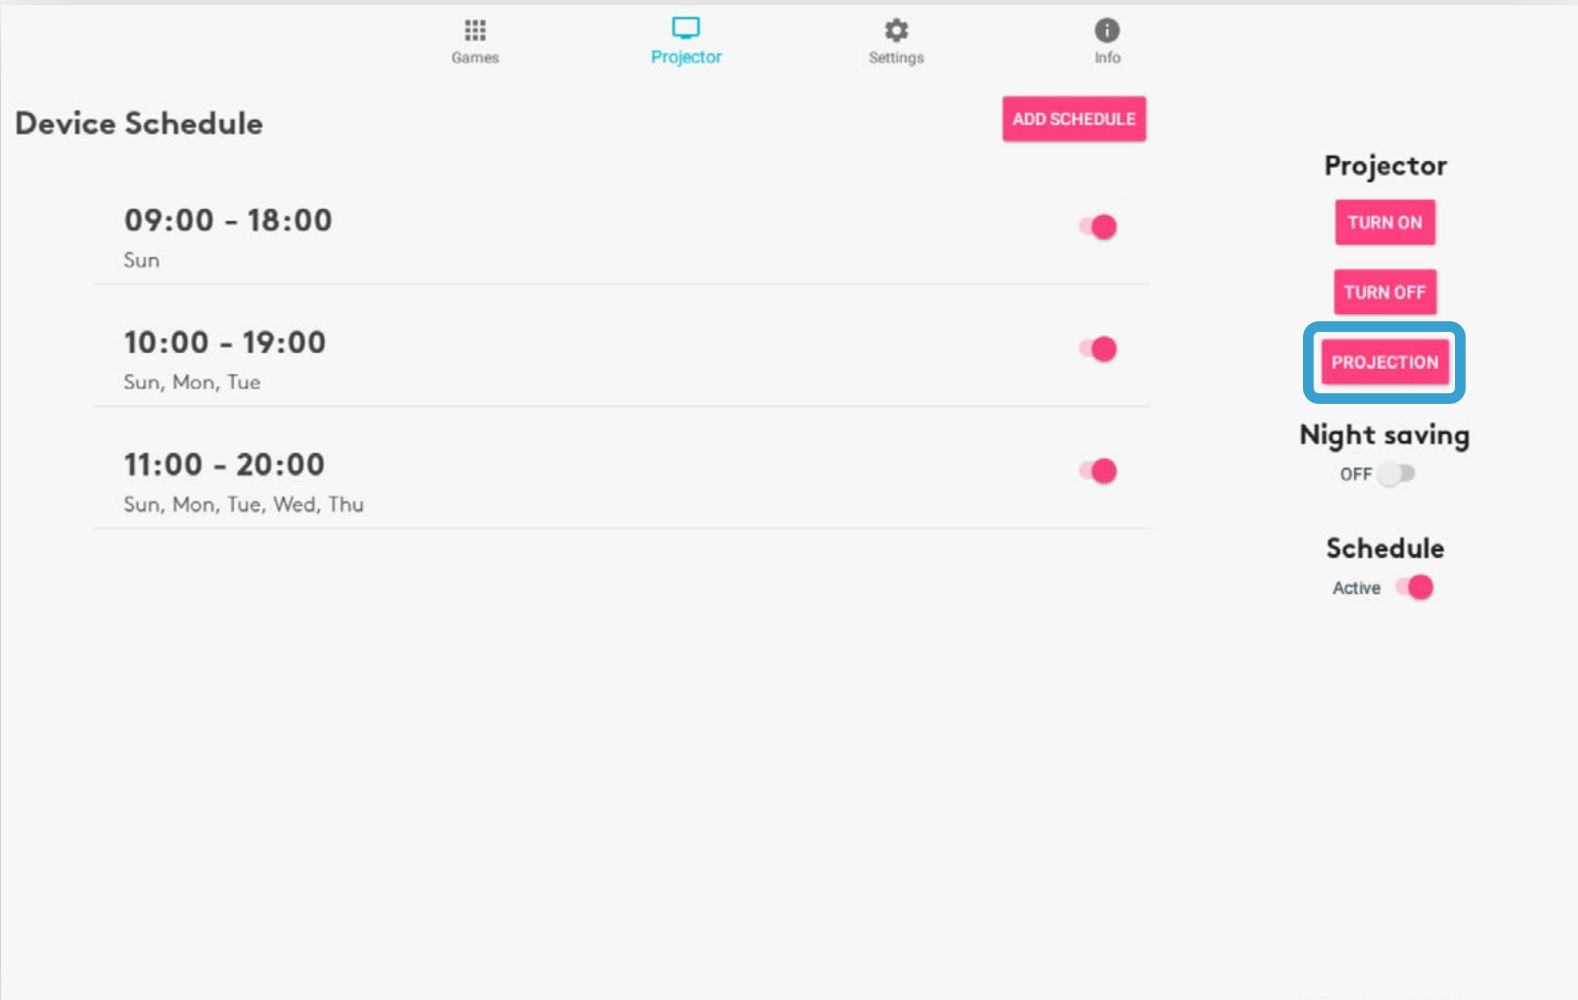 Games
Projector
Settings
Info
Device Schedule
ADD SCHEDULE
09:00 - 18:00
Sun
10:00 - 19:00
Sun, Mon, Tue
11:00 - 20:00
Sun, Mon, Tue, Wed, Thu
Projector
TURN ON
TURN OFF
PROJECTION
Night saving
OFF
Schedule
Active